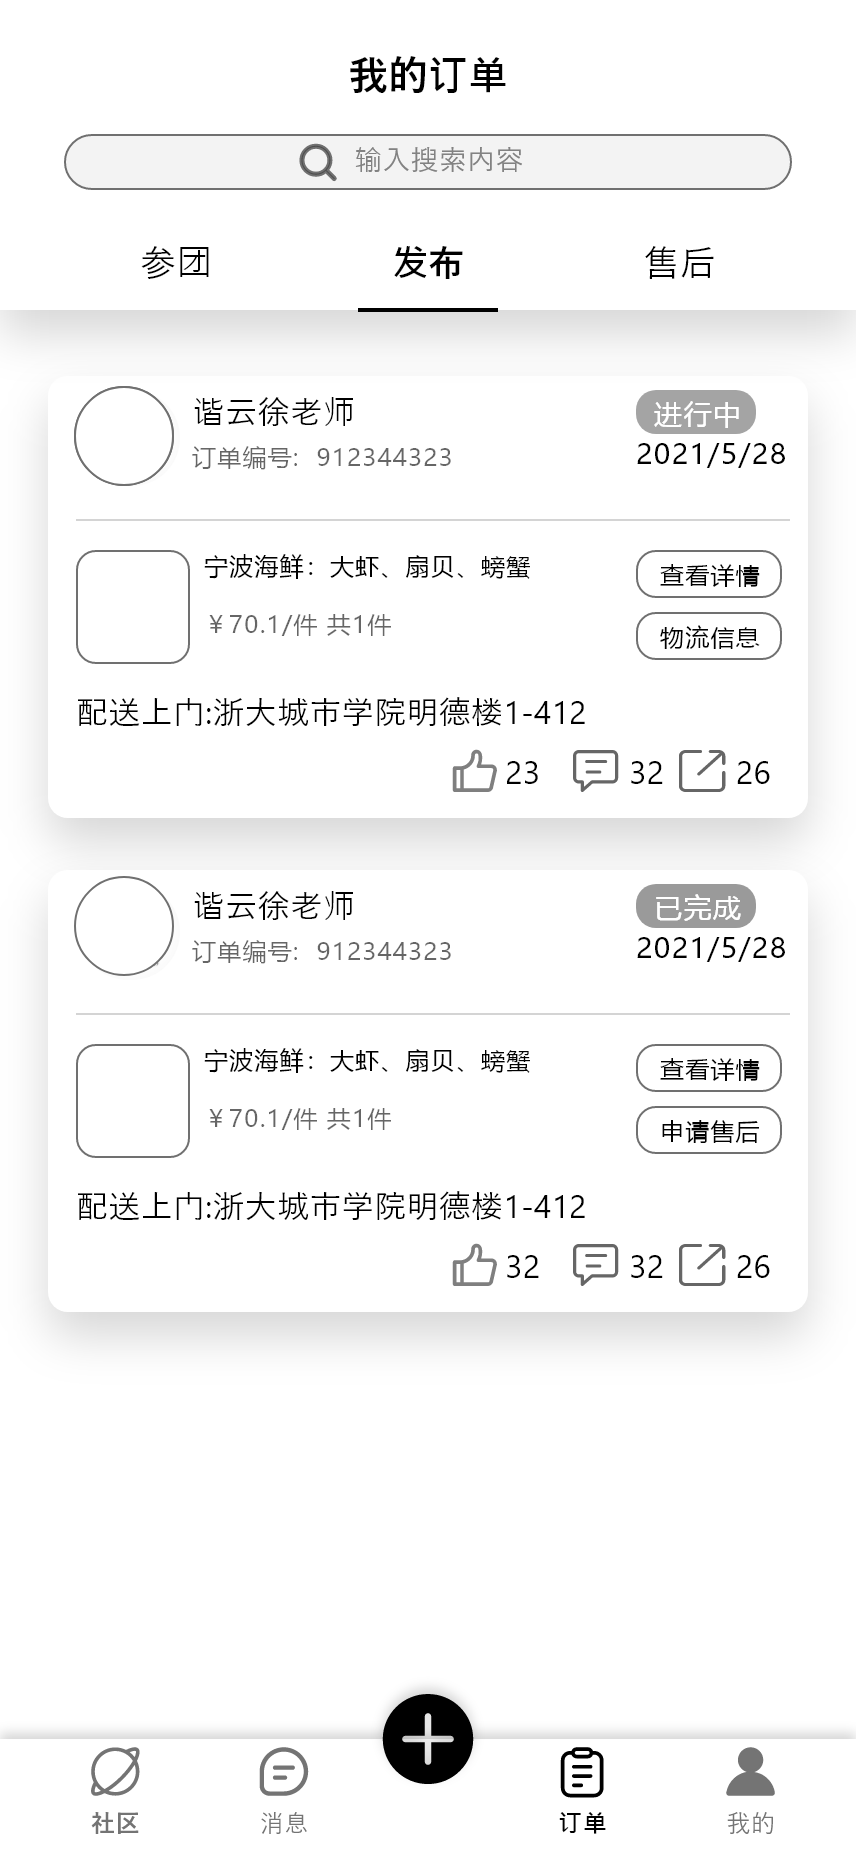 我的订单
输入搜索内容
参团 发布 售后
谐云徐老师 进行中
订单编号: 912344323 2021/5/28
宁波海鲜：大虾、扇贝、螃蟹 查看详情
￥70.1/件 共1件 物流信息
配送上门:浙大城市学院明德楼1-412
23 32 26
谐云徐老师 已完成
订单编号: 912344323 2021/5/28
宁波海鲜：大虾、扇贝、螃蟹 查看详情
￥70.1/件 共1件 申请售后
配送上门:浙大城市学院明德楼1-412
32 32 26
社区 消息 订单 我的